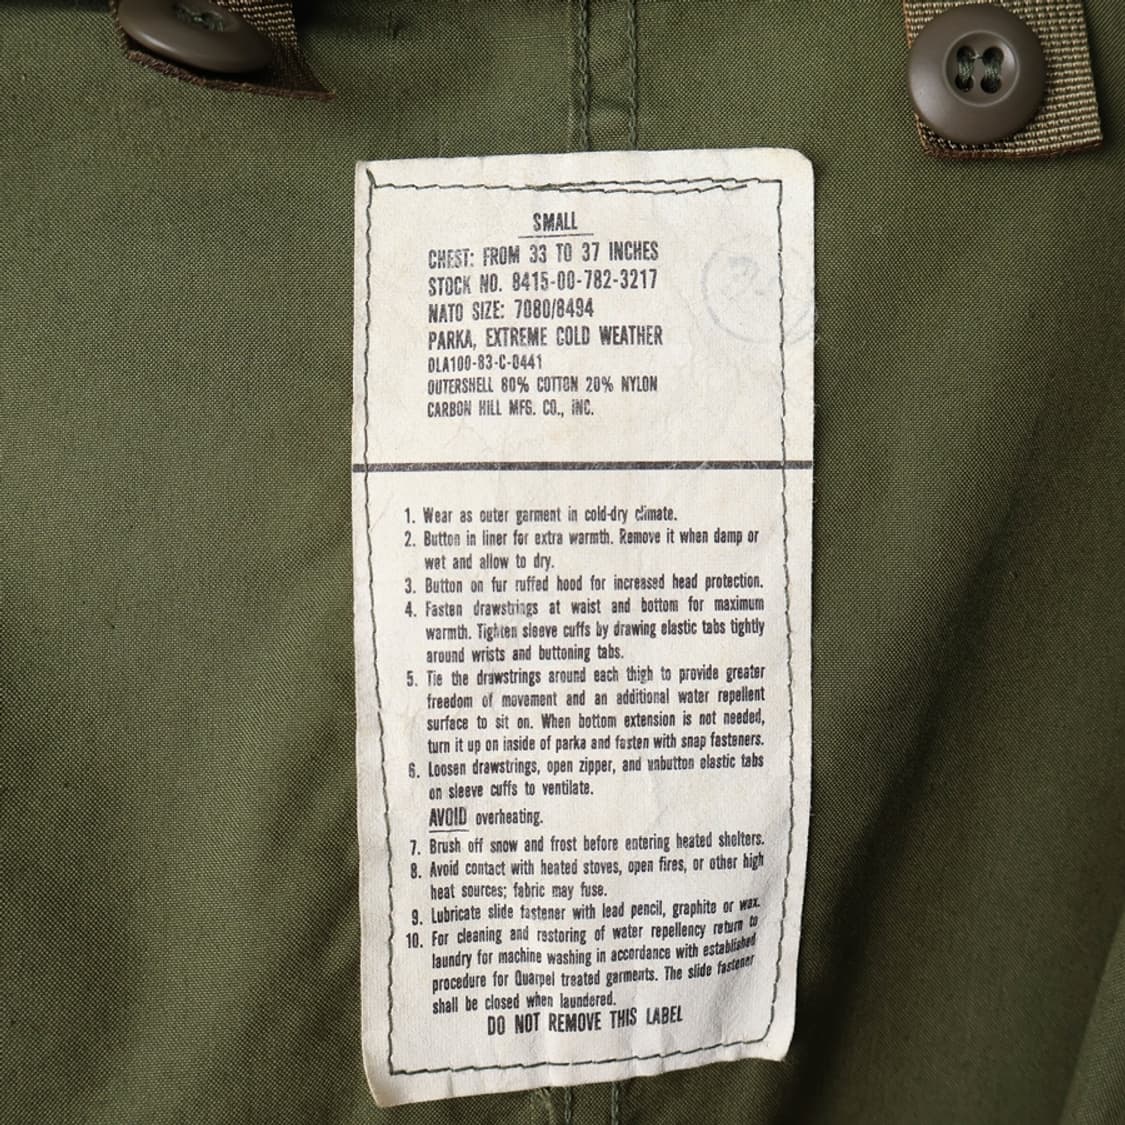 SMALL
CHEST: FROM 33 TO 37 INCHES
STOCK NO. 8415-00-782-3217
NATO SIZE: 7080/8494
PARKA, EXTREME COLD WEATHER
DLA100-83-C-0441
OUTERSHELL 80% COTTON 20% NYLON
CARBON HILL MFG. CO., INC.
1. Wear as outer garment in cold-dry climate.
2. Button in liner for extra warmth. Remove it when damp or
wet and allow to dry.
3. Button on fur ruffed hood for increased head protection.
4. Fasten drawstrings at waist and bottom for maximum
warmth. Tighten sleeve cuffs by drawing elastic tabs tightly
around wrists and buttoning tabs.
5. Tie the drawstrings around each thigh to provide greater
freedom of movement and an additional water repellent
surface to sit on. When bottom extension is not needed,
turn it up on inside of parka and fasten with snap fasteners.
6. Loosen drawstrings, open zipper, and unbutton elastic tabs
on sleeve cuffs to ventilate.
AVOID overheating.
7. Brush off snow and frost before entering heated shelters.
8. Avoid contact with heated stoves, open fires, or other high
heat sources; fabric may fuse.
9. Lubricate slide fastener with lead pencil, graphite or wax.
10. For cleaning and restoring of water repellency return to
laundry for machine washing in accordance with established
procedure for Quarpel treated garments. The slide fastener
shall be closed when laundered.
DO NOT REMOVE THIS LABEL